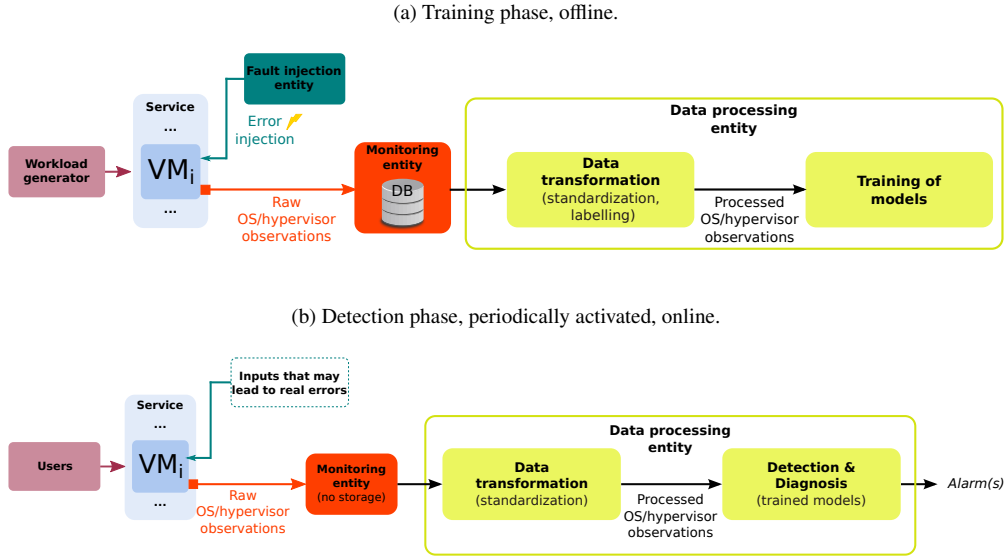 (a) Training phase, offline.
Fault injection
entity
Service
...
VMi
...
Error
injection
Workload
generator
Raw
OS/hypervisor
observations
Monitoring
entity
DB
Data processing
entity
Data
transformation
(standardization,
labelling)
Processed
OS/hypervisor
observations
Training of
models
(b) Detection phase, periodically activated, online.
Inputs that may
lead to real errors
Service
...
VMi
...
Users
Raw
OS/hypervisor
observations
Monitoring
entity
(no storage)
Data processing
entity
Data
transformation
(standardization)
Processed
OS/hypervisor
observations
Detection &
Diagnosis
(trained models)
Alarm(s)